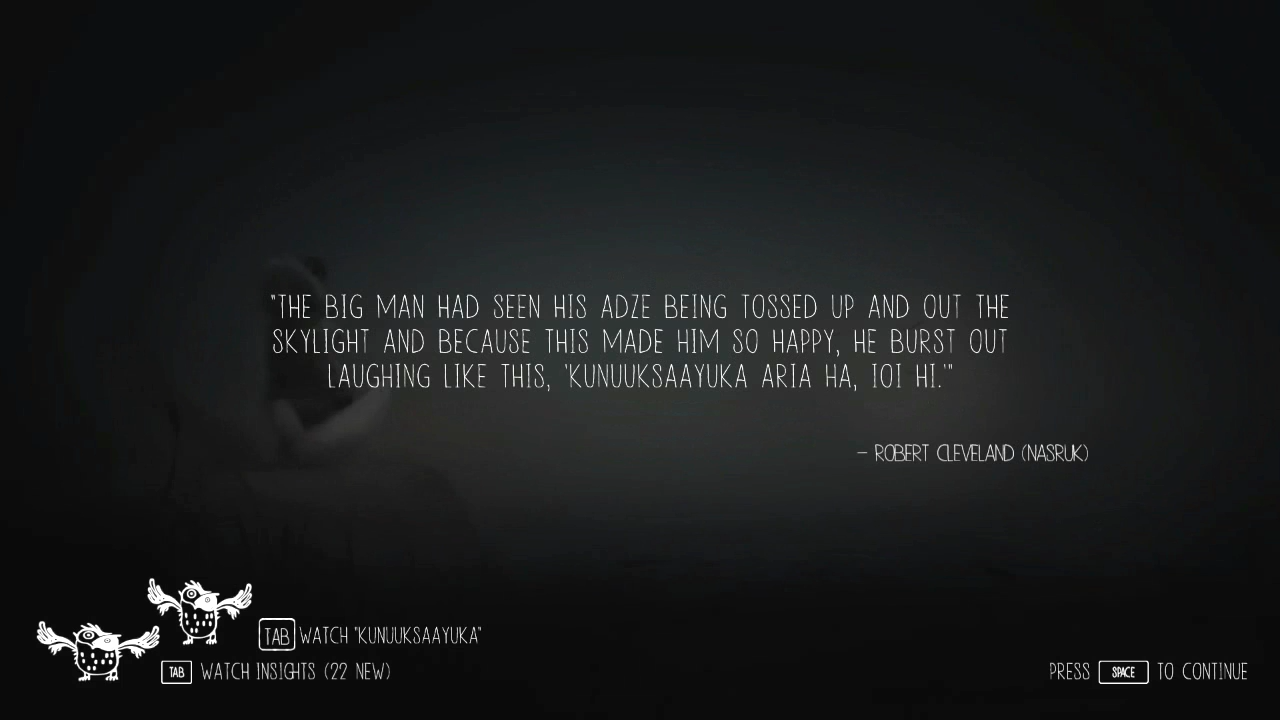 "THE BIG MAN HAD SEEN HIS ADZE BEING TOSSED UP AND OUT THE
SKYLIGHT AND BECAUSE THIS MADE HIM SO HAPPY, HE BURST OUT
LAUGHING LIKE THIS, 'KUNUUKSAAYUKA ARIA HA, IOI HI.'"
– ROBERT CLEVELAND (NASRUK)
TAB WATCH "KUNUUKSAAYUKA"
TAB WATCH INSIGHTS (22 NEW)
PRESS SPACE TO CONTINUE